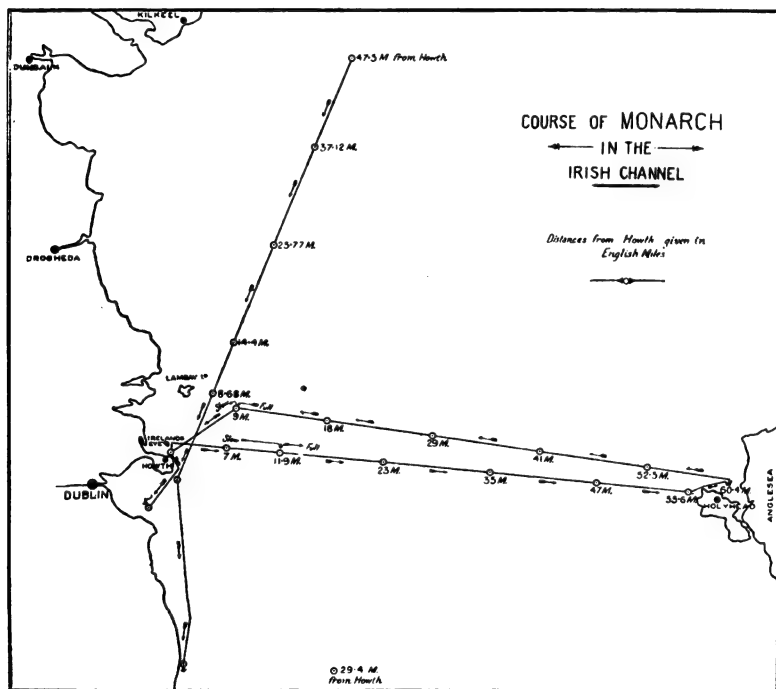 KILKEEL
DUNDALK
47·5 M from Howth
37·12 M.
COURSE OF MONARCH
IN THE
IRISH CHANNEL
Distances from Howth given in
English Miles
25·77 M.
DROGHEDA
14·4 M.
LAMBAY Id
8·68 M.
Full
9 M.
18 M.
29 M.
41 M.
52·5 M.
IRELANDS
EYE
Slow
Full
7 M.
11·9 M.
23 M.
35 M.
47 M.
55·6 M.
60·4 M.
HOWTH
HOLYHEAD
DUBLIN
ANGLESEA
29·4 M.
from Howth